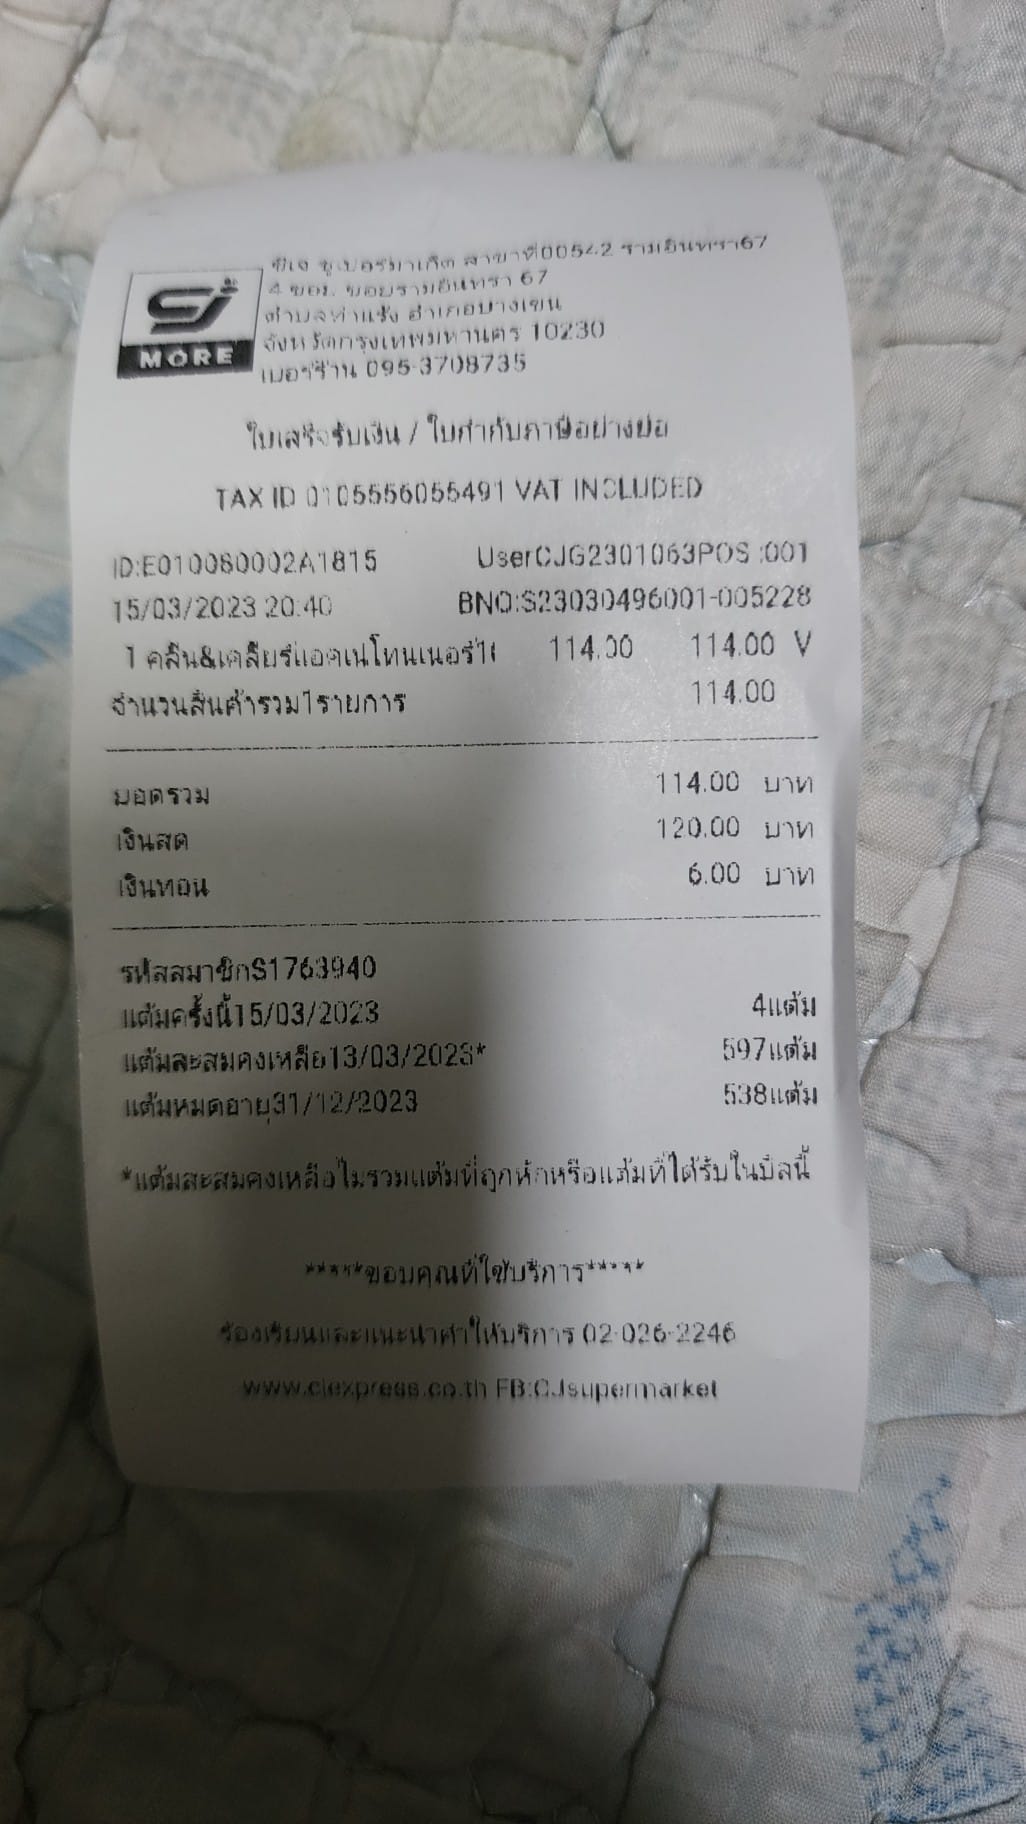 CJ
MORE
ซีเจ ซูเปอร์มาเก็ต สาขาที่00542 รามอินทรา67
4 ซอย ซอยรามอินทรา 67
ตำบลท่าแร้ง อำเภอบางเขน
จังหวัดกรุงเทพมหานคร 10230
เบอร์ร้าน 095-3708735
ใบเสร็จรับเงิน / ใบกำกับภาษีอย่างย่อ
TAX ID 0105556055491 VAT INCLUDED
ID:E010080002A1815 UserCJG2301063POS :001
15/03/2023 20:40 BNO:S23030496001-005228
1 คลีน&เคลียร์แอคเน่โทนเนอร์10 114.00 114.00 V
จำนวนสินค้ารวม1รายการ 114.00
ยอดรวม 114.00 บาท
เงินสด 120.00 บาท
เงินทอน 6.00 บาท
รหัสสมาชิกS1763940
แต้มครั้งนี้15/03/2023 4แต้ม
แต้มสะสมคงเหลือ13/03/2023* 597แต้ม
แต้มหมดอายุ31/12/2023 538แต้ม
*แต้มสะสมคงเหลือไม่รวมแต้มที่ถูกหักหรือแต้มที่ได้รับในบิลนี้
*****ขอบคุณที่ใช้บริการ*****
ร้องเรียนและแนะนำค่าให้บริการ 02-026-2246
www.cjexpress.co.th FB:CJsupermarket